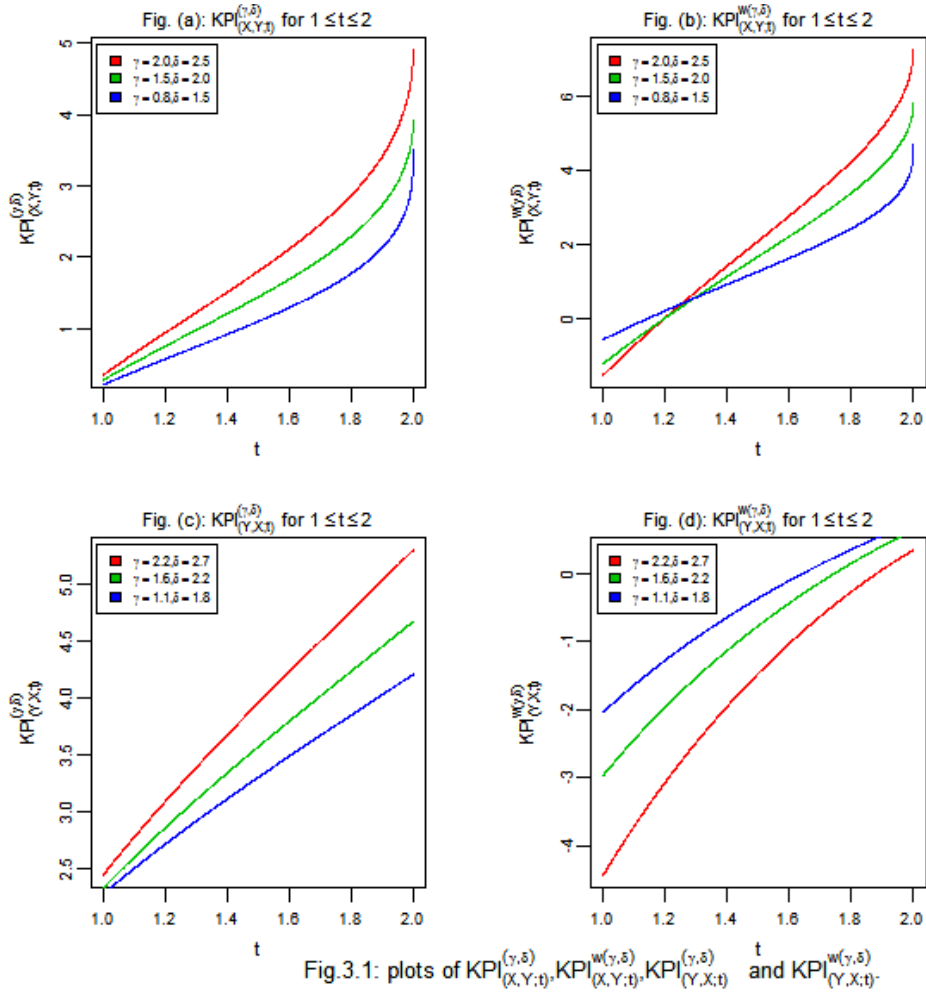 Fig. (a): KPI^(γ,δ)_(X,Y;t) for 1 ≤ t ≤ 2
γ = 2.0,δ = 2.5
γ = 1.5,δ = 2.0
γ = 0.8,δ = 1.5
KPI^(γ,δ)_(X,Y;t)
5
4
3
2
1
1.0 1.2 1.4 1.6 1.8 2.0
t
Fig. (b): KPI^w(γ,δ)_(X,Y;t) for 1 ≤ t ≤ 2
γ = 2.0,δ = 2.5
γ = 1.5,δ = 2.0
γ = 0.8,δ = 1.5
KPI^w(γ,δ)_(X,Y;t)
6
4
2
0
1.0 1.2 1.4 1.6 1.8 2.0
t
Fig. (c): KPI^(γ,δ)_(Y,X;t) for 1 ≤ t ≤ 2
γ = 2.2,δ = 2.7
γ = 1.6,δ = 2.2
γ = 1.1,δ = 1.8
KPI^(γ,δ)_(Y,X;t)
5.0
4.5
4.0
3.5
3.0
2.5
1.0 1.2 1.4 1.6 1.8 2.0
t
Fig. (d): KPI^w(γ,δ)_(Y,X;t) for 1 ≤ t ≤ 2
γ = 2.2,δ = 2.7
γ = 1.6,δ = 2.2
γ = 1.1,δ = 1.8
KPI^w(γ,δ)_(Y,X;t)
0
-1
-2
-3
-4
1.0 1.2 1.4 1.6 1.8 2.0
t
Fig.3.1: plots of KPI^(γ,δ)_(X,Y;t),KPI^w(γ,δ)_(X,Y;t),KPI^(γ,δ)_(Y,X;t) and KPI^w(γ,δ)_(Y,X;t).